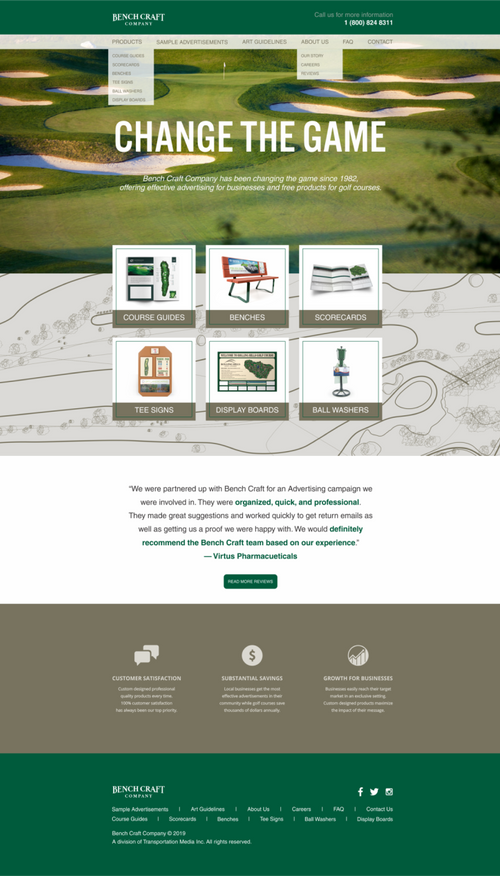 BENCH CRAFT
COMPANY
Call us for more information
1 (800) 824 8311
PRODUCTS SAMPLE ADVERTISEMENTS ART GUIDELINES ABOUT US FAQ CONTACT
COURSE GUIDES
SCORECARDS
BENCHES
TEE SIGNS
BALL WASHERS
DISPLAY BOARDS
OUR STORY
CAREERS
REVIEWS
CHANGE THE GAME
Bench Craft Company has been changing the game since 1982,
offering effective advertising for businesses and free products for golf courses.
COURSE GUIDES BENCHES SCORECARDS
TEE SIGNS DISPLAY BOARDS BALL WASHERS
“We were partnered up with Bench Craft for an Advertising campaign we
were involved in. They were organized, quick, and professional.
They made great suggestions and worked quickly to get return emails as
well as getting us a proof we were happy with. We would definitely
recommend the Bench Craft team based on our experience.”
— Virtus Pharmacueticals
READ MORE REVIEWS
CUSTOMER SATISFACTION
Custom designed professional
quality products every time.
100% customer satisfaction
has always been our top priority.
SUBSTANTIAL SAVINGS
Local businesses get the most
effective advertisements in their
community while golf courses save
thousands of dollars annually.
GROWTH FOR BUSINESSES
Businesses easily reach their target
market in an exclusive setting.
Custom designed products maximize
the impact of their message.
BENCH CRAFT
COMPANY
Sample Advertisements | Art Guidelines | About Us | Careers | FAQ | Contact Us
Course Guides | Scorecards | Benches | Tee Signs | Ball Washers | Display Boards
Bench Craft Company © 2019
A division of Transportation Media Inc. All rights reserved.